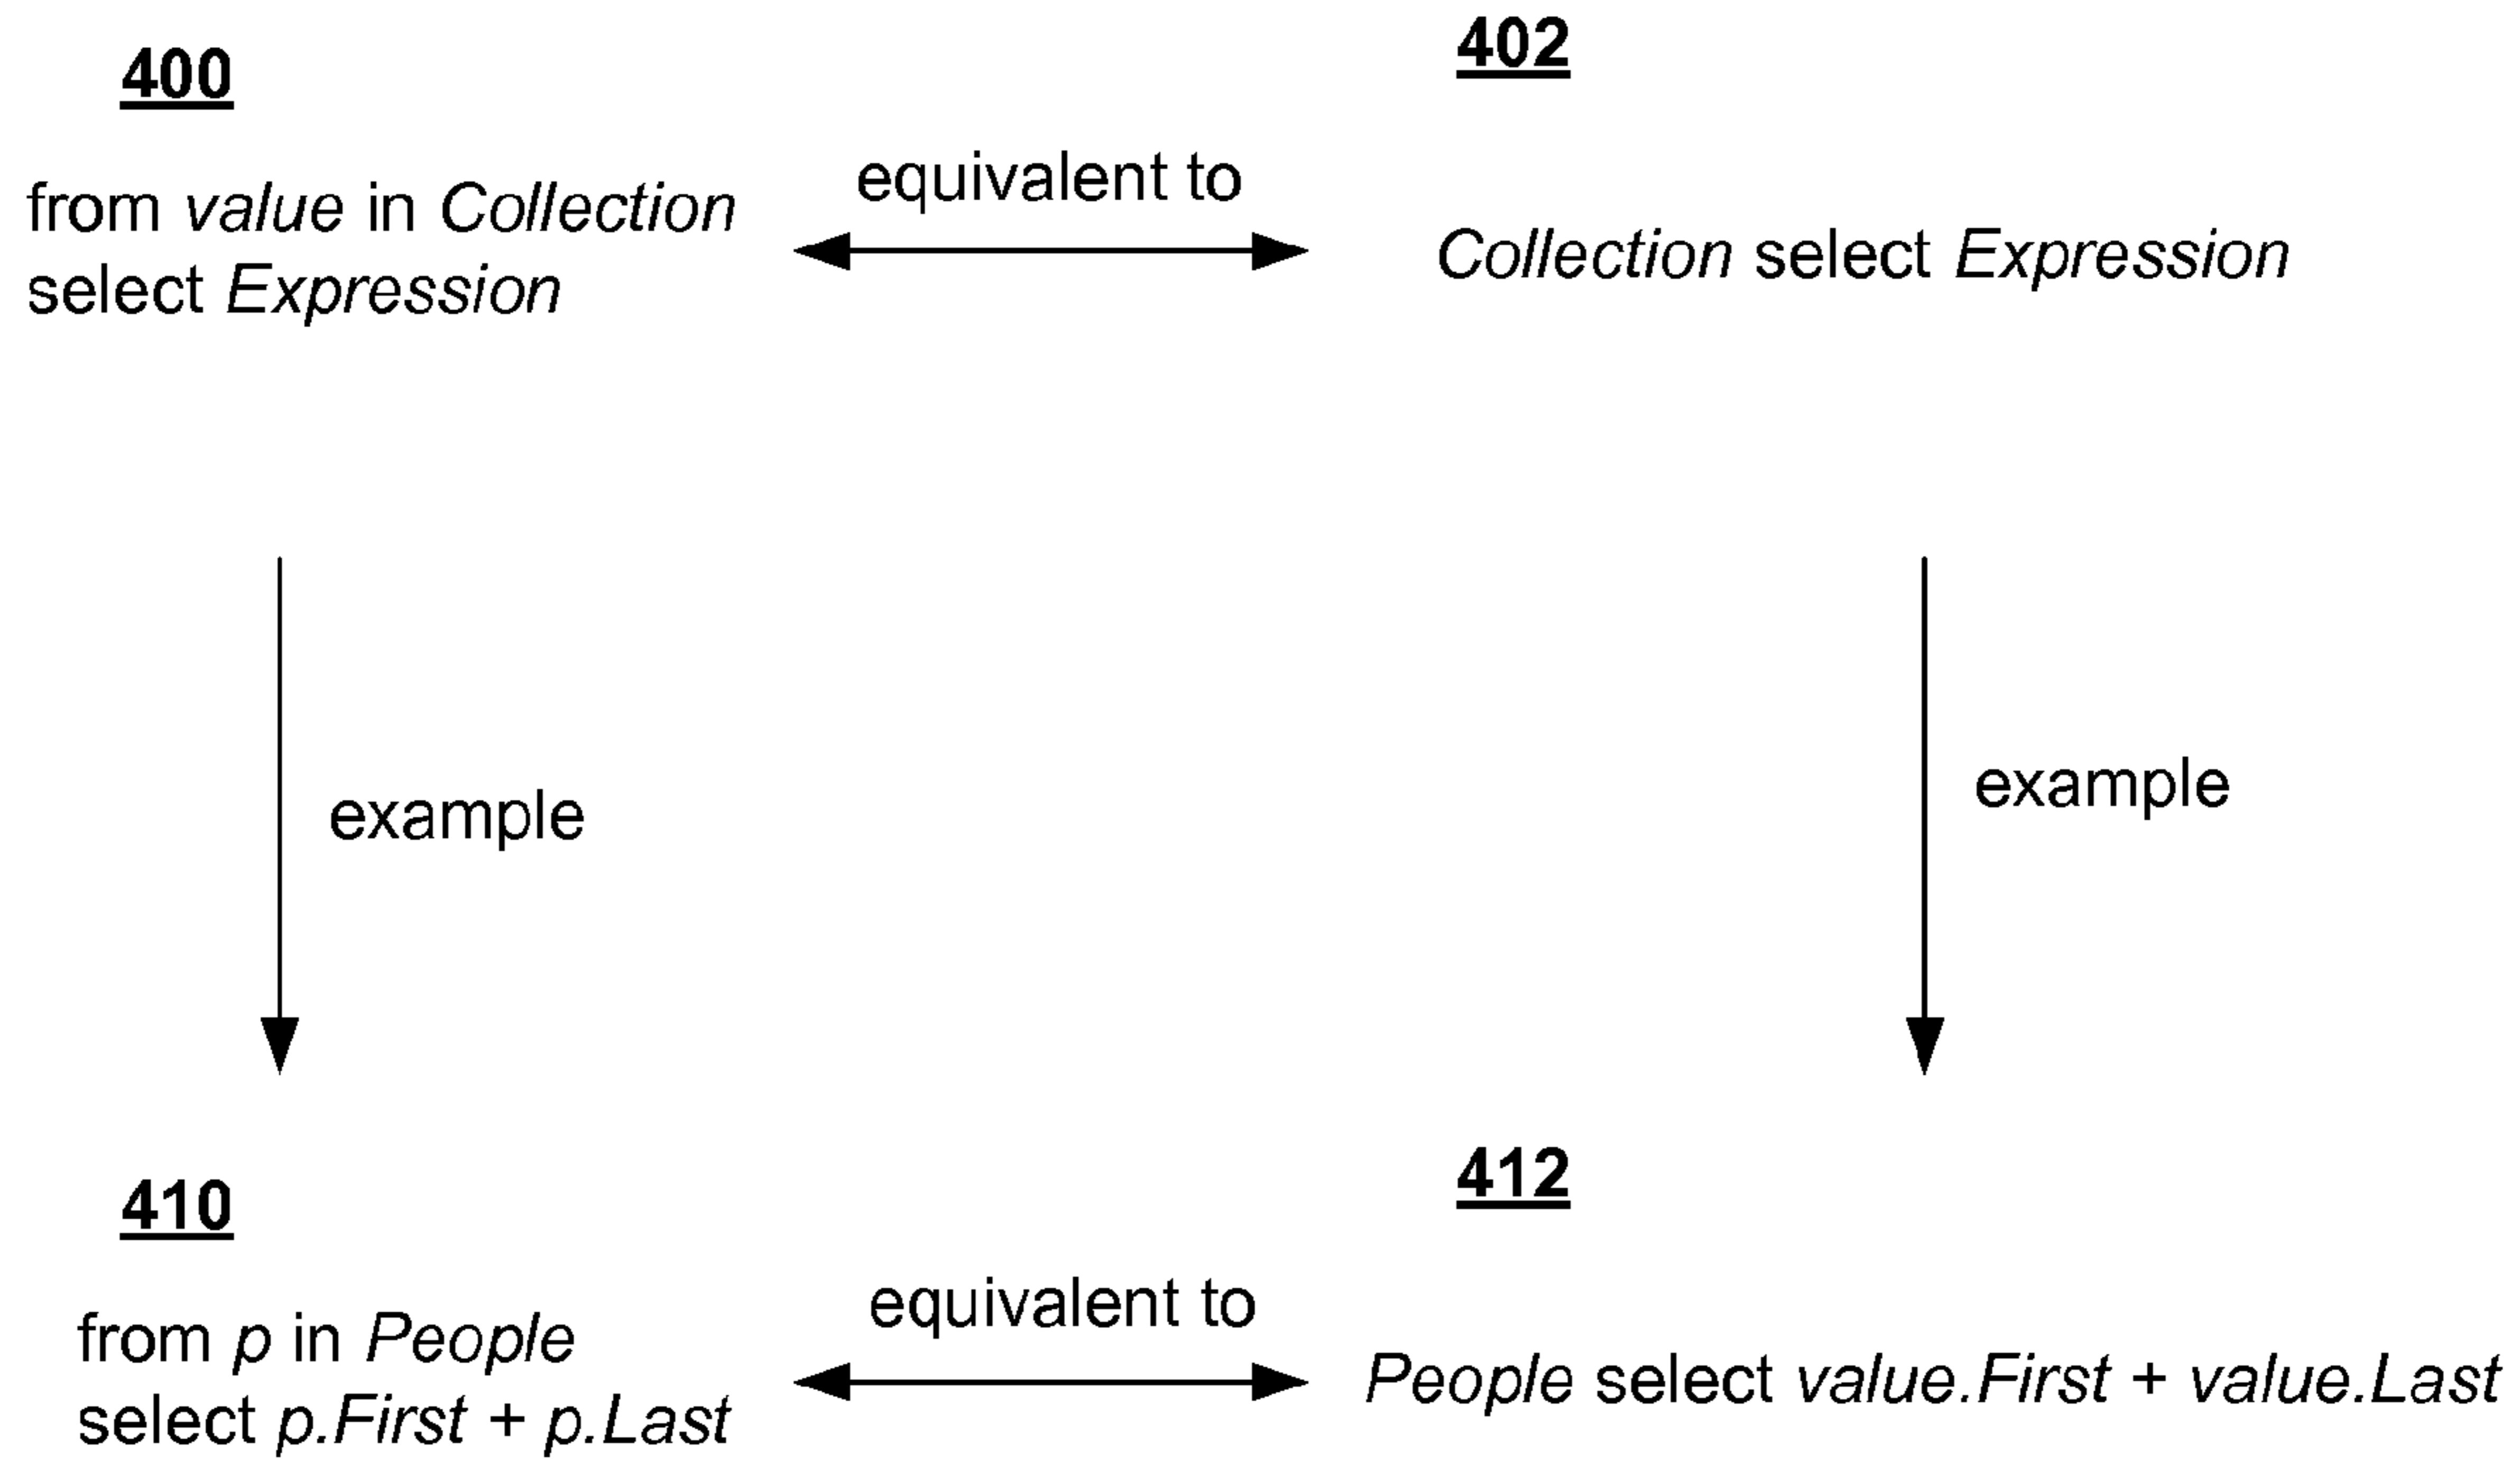 400
402
from value in Collection
select Expression
equivalent to
Collection select Expression
example
example
410
412
from p in People
select p.First + p.Last
equivalent to
People select value.First + value.Last